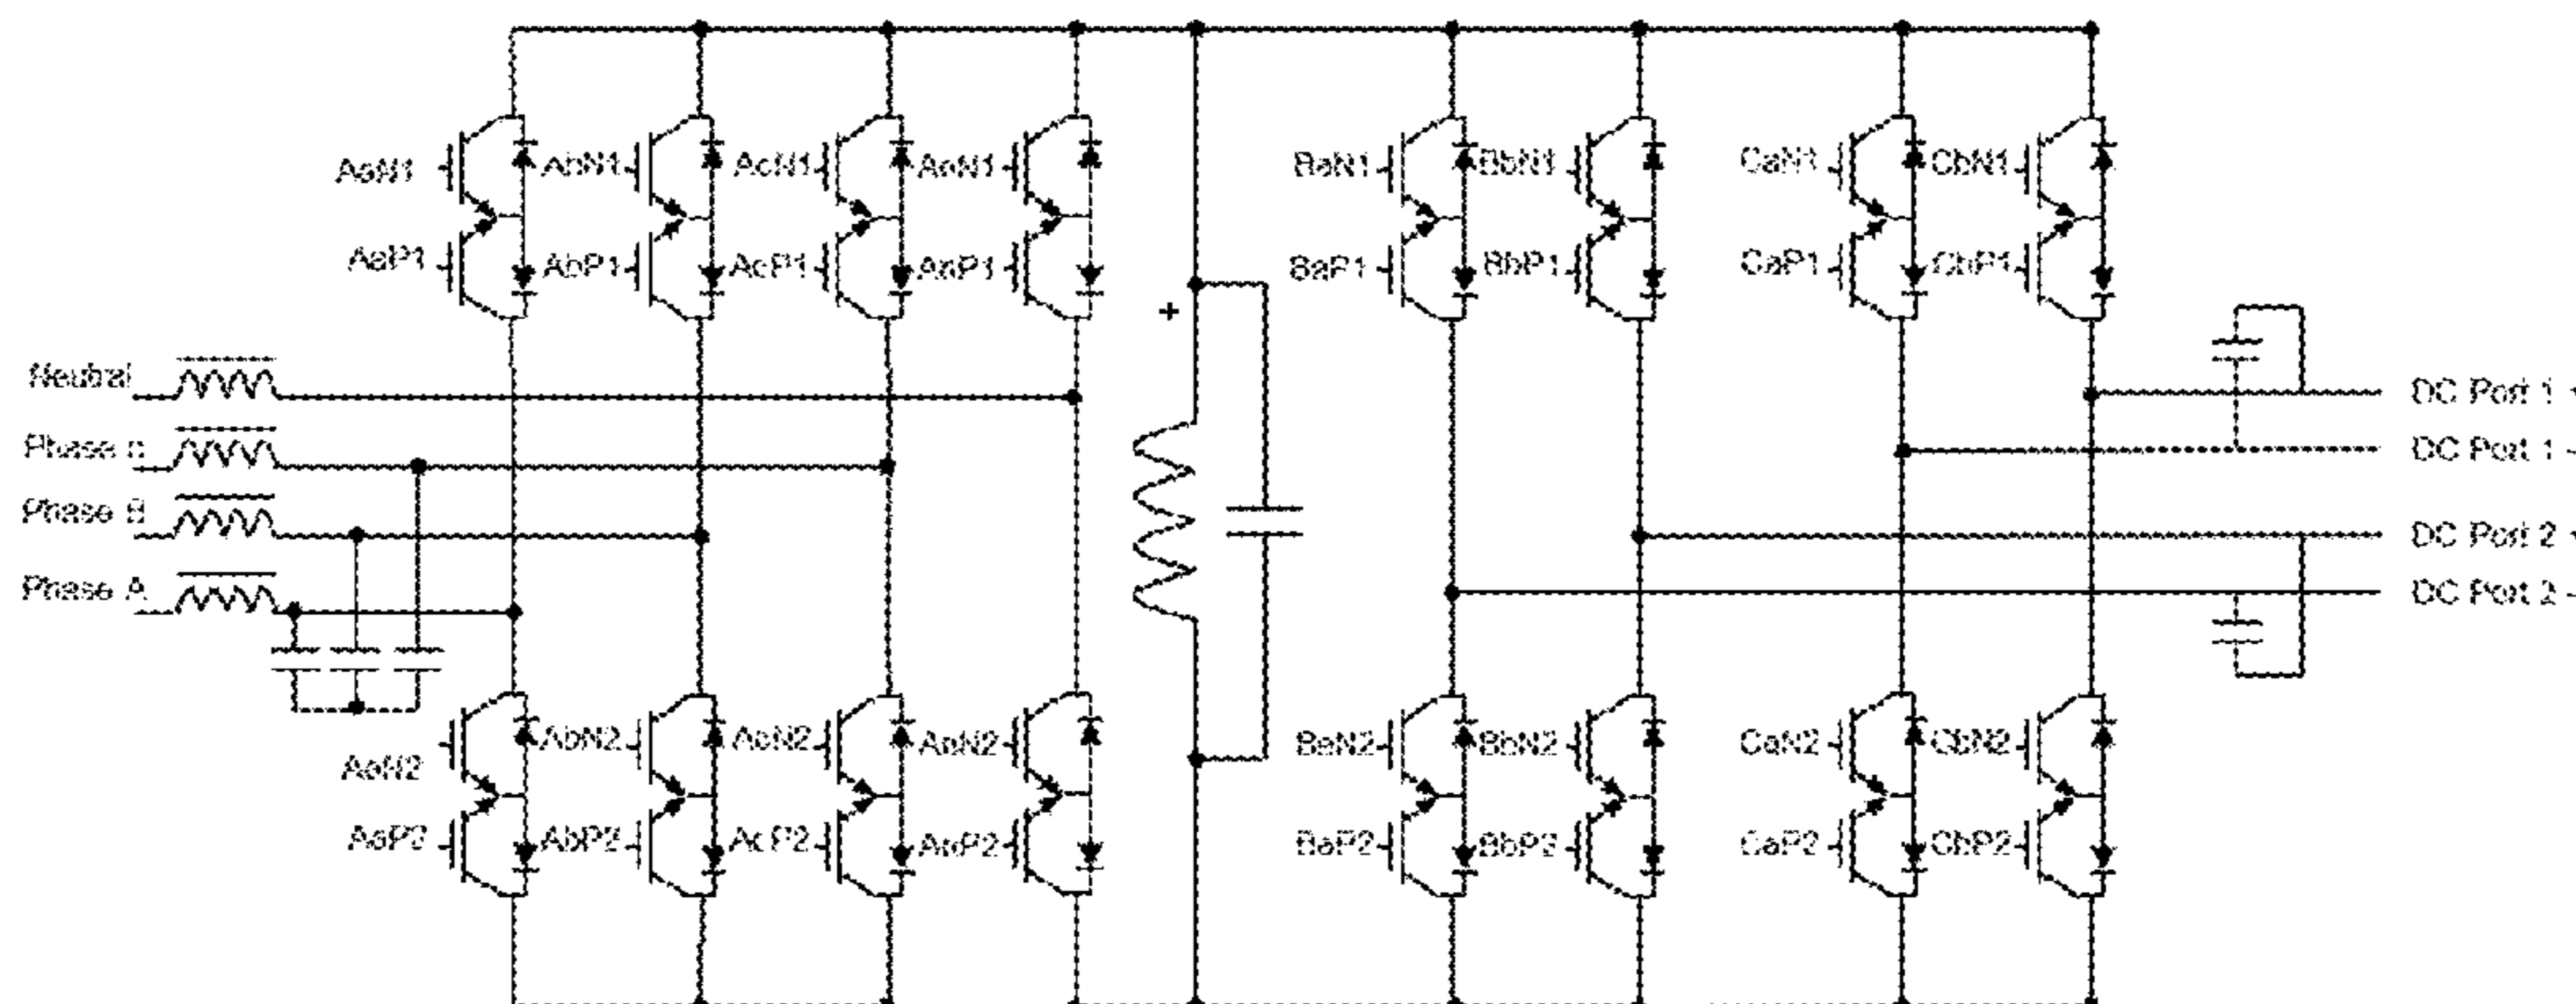 AaN1 AbN1 AcN1 AnN1 BaN1 BbN1 CaN1 CbN1
AaP1 AbP1 AcP1 AnP1 BaP1 BbP1 CaP1 CbP1
+
Neutral
DC Port 1 +
Phase c
DC Port 1 -
Phase B
DC Port 2 +
Phase A
DC Port 2 -
AaN2 AbN2 AcN2 AnN2 BaN2 BbN2 CaN2 CbN2
AaP2 AbP2 AcP2 AnP2 BaP2 BbP2 CaP2 CbP2